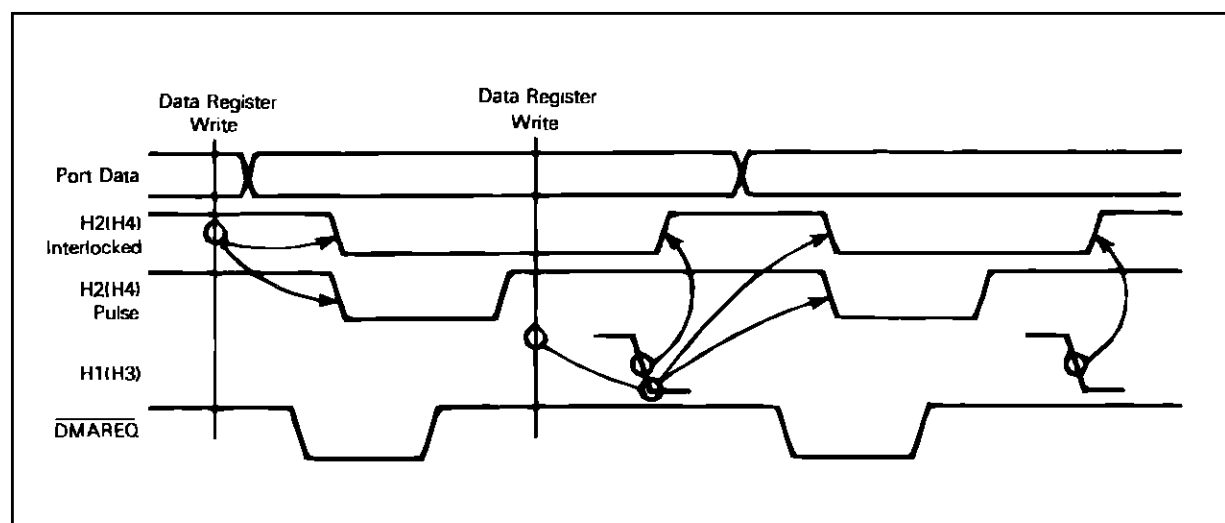 Data Register
Write
Data Register
Write
Port Data
H2(H4)
Interlocked
H2(H4)
Pulse
H1(H3)
DMAREQ